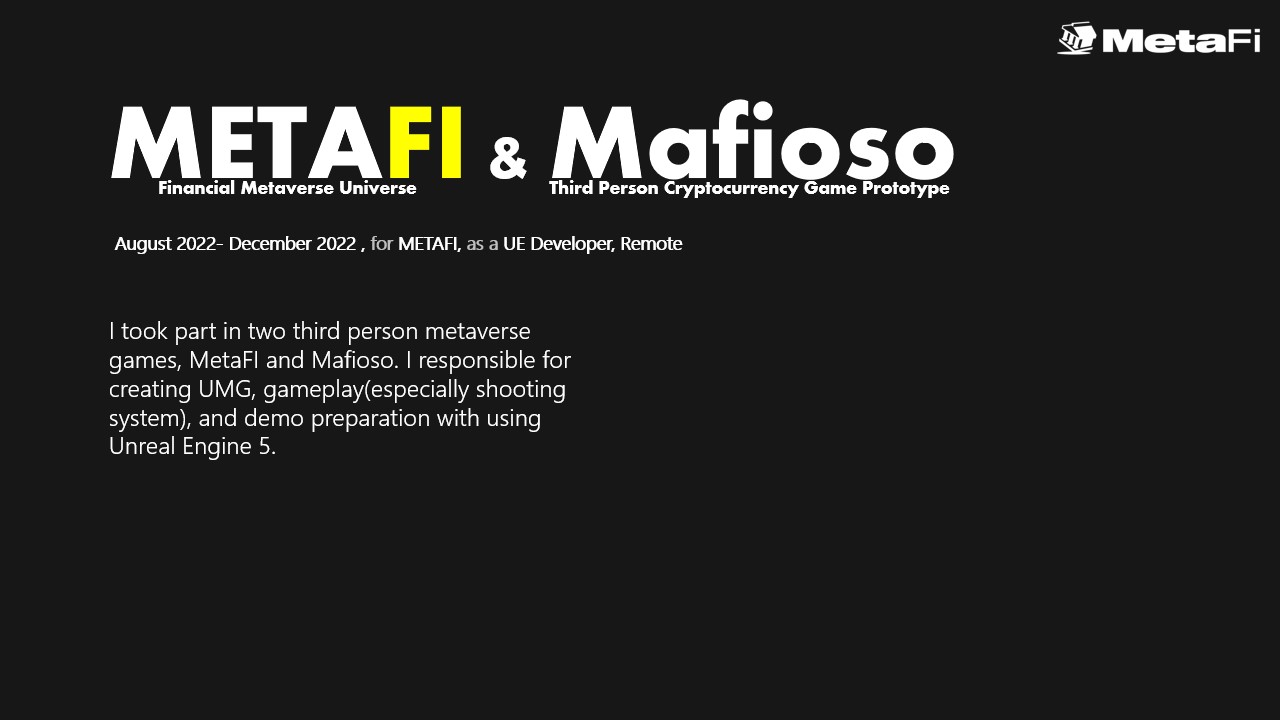 MetaFi
METAFI & Mafioso
Financial Metaverse Universe Third Person Cryptocurrency Game Prototype
August 2022- December 2022 , for METAFI, as a UE Developer, Remote
I took part in two third person metaverse
games, MetaFI and Mafioso. I responsible for
creating UMG, gameplay(especially shooting
system), and demo preparation with using
Unreal Engine 5.